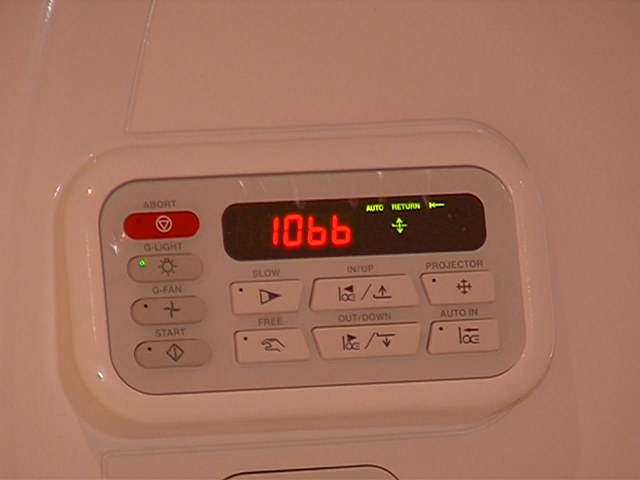 ABORT
G-LIGHT
G-FAN
START
1066
AUTO RETURN
SLOW
IN/UP
PROJECTOR
FREE
OUT/DOWN
AUTO IN